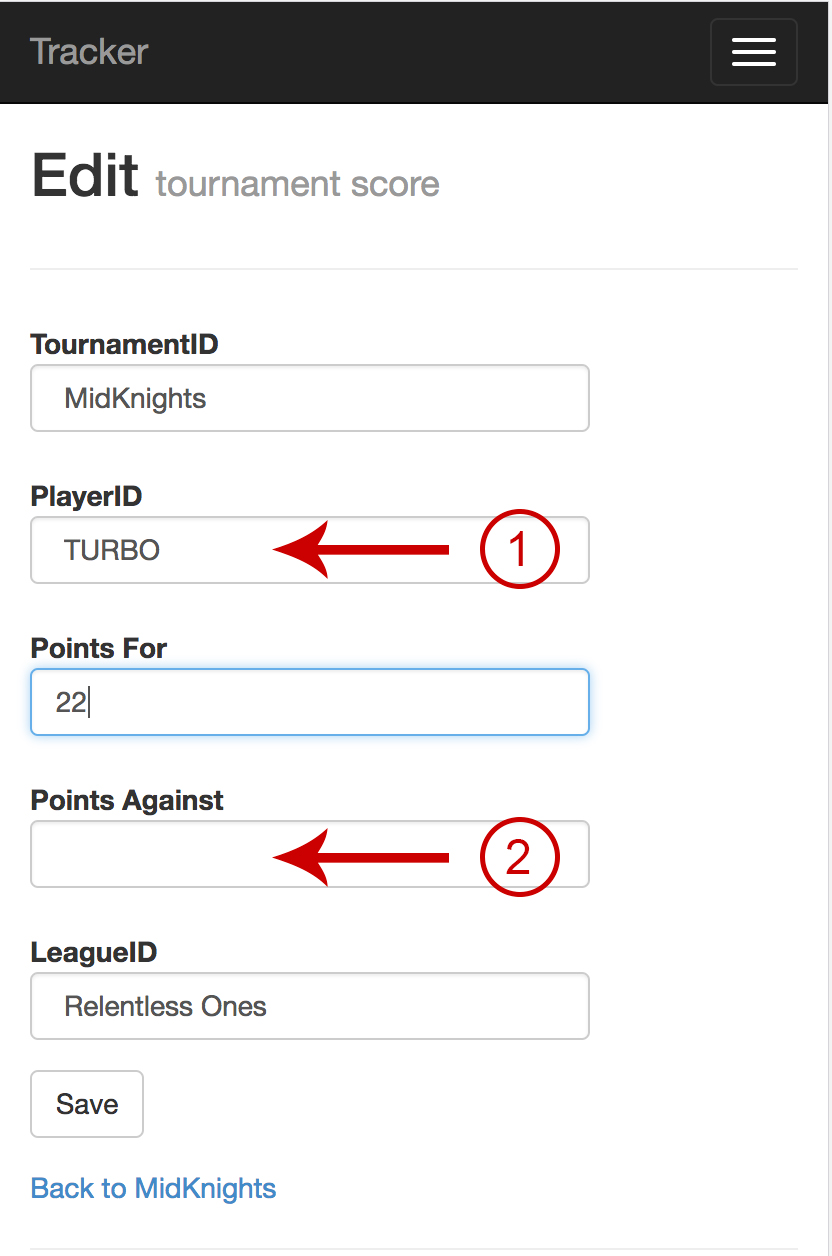 Tracker
Edit tournament score
TournamentID
MidKnights
PlayerID
TURBO
1
Points For
22
Points Against
2
LeagueID
Relentless Ones
Save
Back to MidKnights